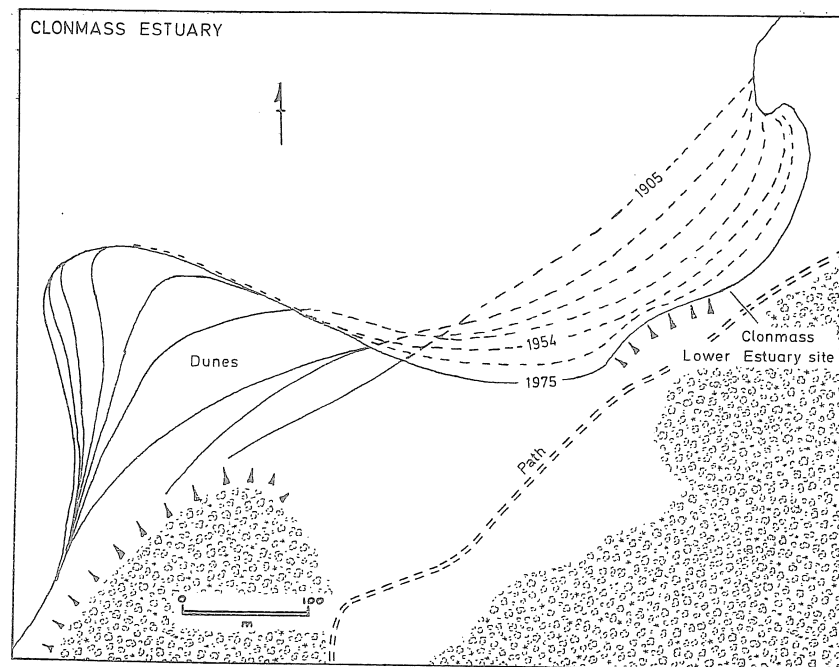 CLONMASS ESTUARY
1905
1954
1975
Dunes
Clonmass
Lower Estuary site
Path
0 100
m